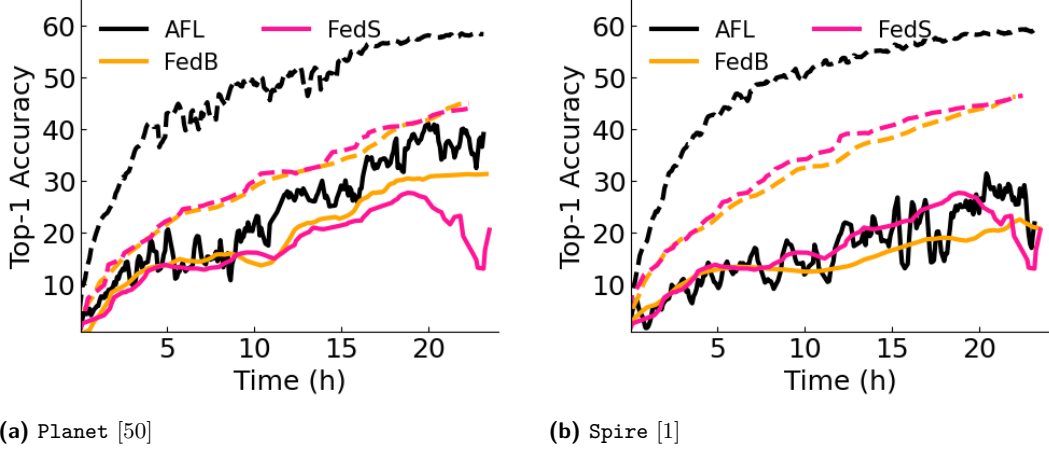 AFL FedS
FedB
60
50
40
30
20
10
Top-1 Accuracy
5 10 15 20
Time (h)
(a) Planet [50]
AFL FedS
FedB
60
50
40
30
20
10
Top-1 Accuracy
5 10 15 20
Time (h)
(b) Spire [1]